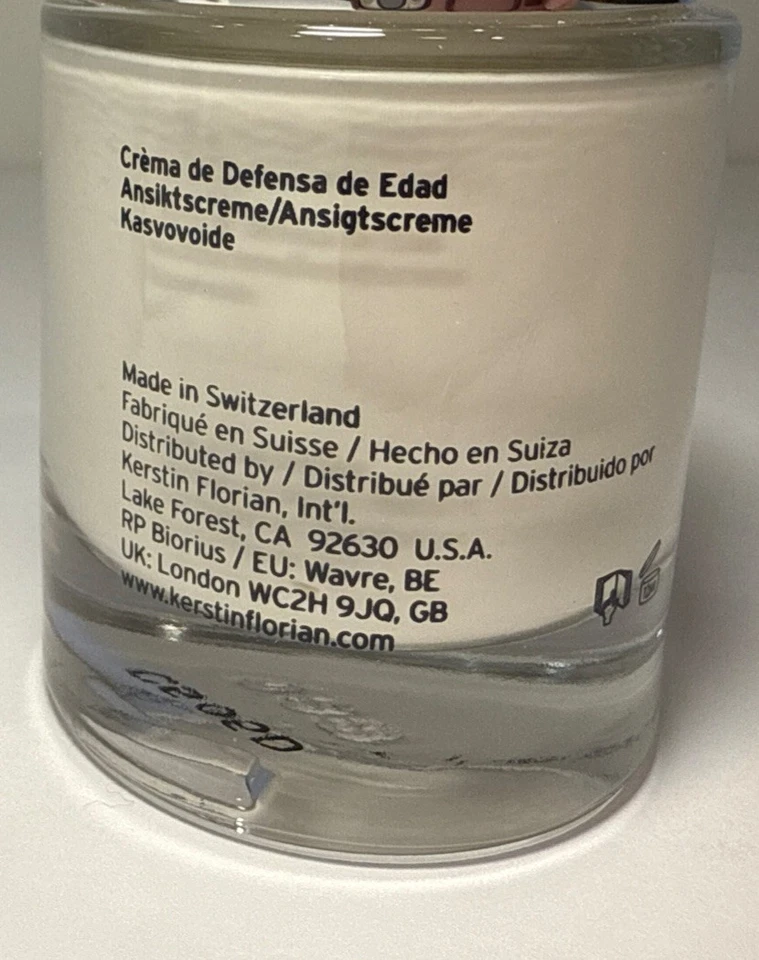 Crèma de Defensa de Edad
Ansiktscreme/Ansigtscreme
Kasvovoide
Made in Switzerland
Fabriqué en Suisse / Hecho en Suiza
Distributed by / Distribué par / Distribuido por
Kerstin Florian, Int'l.
Lake Forest, CA 92630 U.S.A.
RP Biorius / EU: Wavre, BE
UK: London WC2H 9JQ, GB
www.kerstinflorian.com